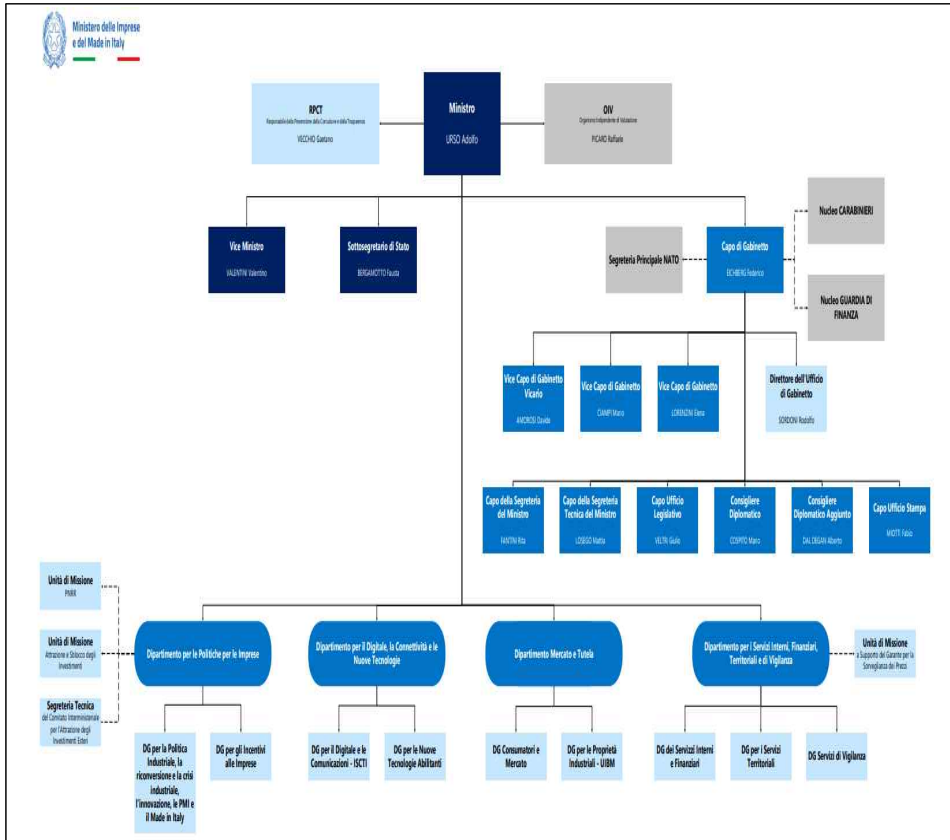 Ministero delle Imprese
e del Made in Italy
RPCT
Responsabile della Prevenzione della Corruzione e della Trasparenza
VECCHIO Gaetano
Ministro
URSO Adolfo
OIV
Organismo Indipendente di Valutazione
PICARO Raffaele
Vice Ministro
VALENTINI Valentino
Sottosegretario di Stato
BERGAMOTTO Fausta
Segreteria Principale NATO
Capo di Gabinetto
EICHBERG Federico
Nucleo CARABINIERI
Nucleo GUARDIA DI
FINANZA
Vice Capo di Gabinetto
Vicario
AMOROSI Davide
Vice Capo di Gabinetto
CIAMPI Mario
Vice Capo di Gabinetto
LORENZINI Elena
Direttore dell'Ufficio
di Gabinetto
SORDONI Rodolfo
Capo della Segreteria
del Ministro
FANTINI Rita
Capo della Segreteria
Tecnica del Ministro
LOSEGO Mattia
Capo Ufficio
Legislativo
VELTRI Giulio
Consigliere
Diplomatico
COSPITO Mario
Consigliere
Diplomatico Aggiunto
DAL DEGAN Alberto
Capo Ufficio Stampa
MIOTTI Fabio
Unità di Missione
PNRR
Unità di Missione
Attrazione e Sblocco degli
Investimenti
Segreteria Tecnica
del Comitato Interministeriale
per l'Attrazione degli
Investimenti Esteri
Dipartimento per le Politiche per le Imprese
Dipartimento per il Digitale, la Connettività e le
Nuove Tecnologie
Dipartimento Mercato e Tutela
Dipartimento per i Servizi Interni, Finanziari,
Territoriali e di Vigilanza
Unità di Missione
a Supporto del Garante per la
Sorveglianza dei Prezzi
DG per la Politica
Industriale, la
riconversione e la crisi
industriale,
l'innovazione, le PMI e
il Made in Italy
DG per gli Incentivi
alle Imprese
DG per il Digitale e le
Comunicazioni - ISCTI
DG per le Nuove
Tecnologie Abilitanti
DG Consumatori e
Mercato
DG per le Proprietà
Industriali - UIBM
DG dei Servizzi Interni
e Finanziari
DG per i Servizi
Territoriali
DG Servizi di Vigilanza